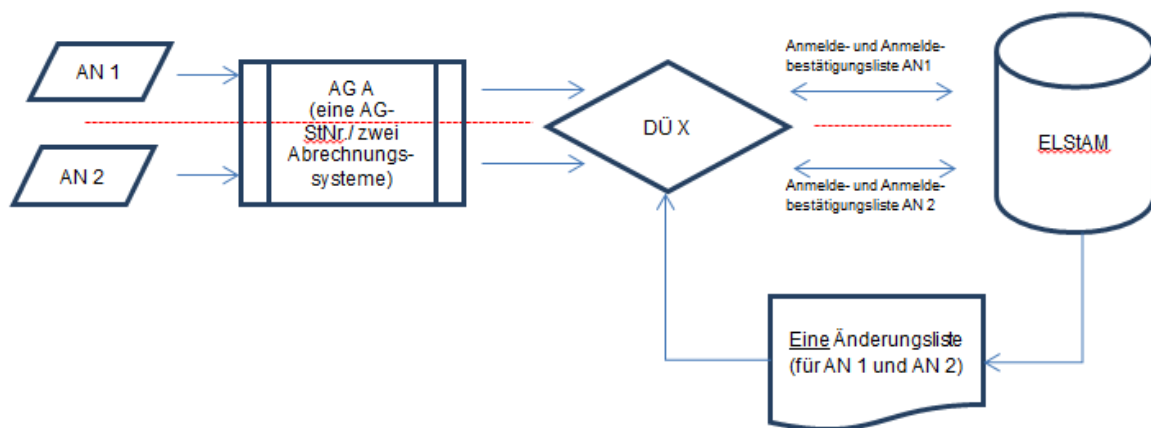 AN 1
AN 2
AG A
(eine AG-
StNr./ zwei
Abrechnungs-
systeme)
DÜ X
Anmelde- und Anmelde-
bestätigungsliste AN1
Anmelde- und Anmelde-
bestätigungsliste AN 2
ELStAM
Eine Änderungsliste
(für AN 1 und AN 2)